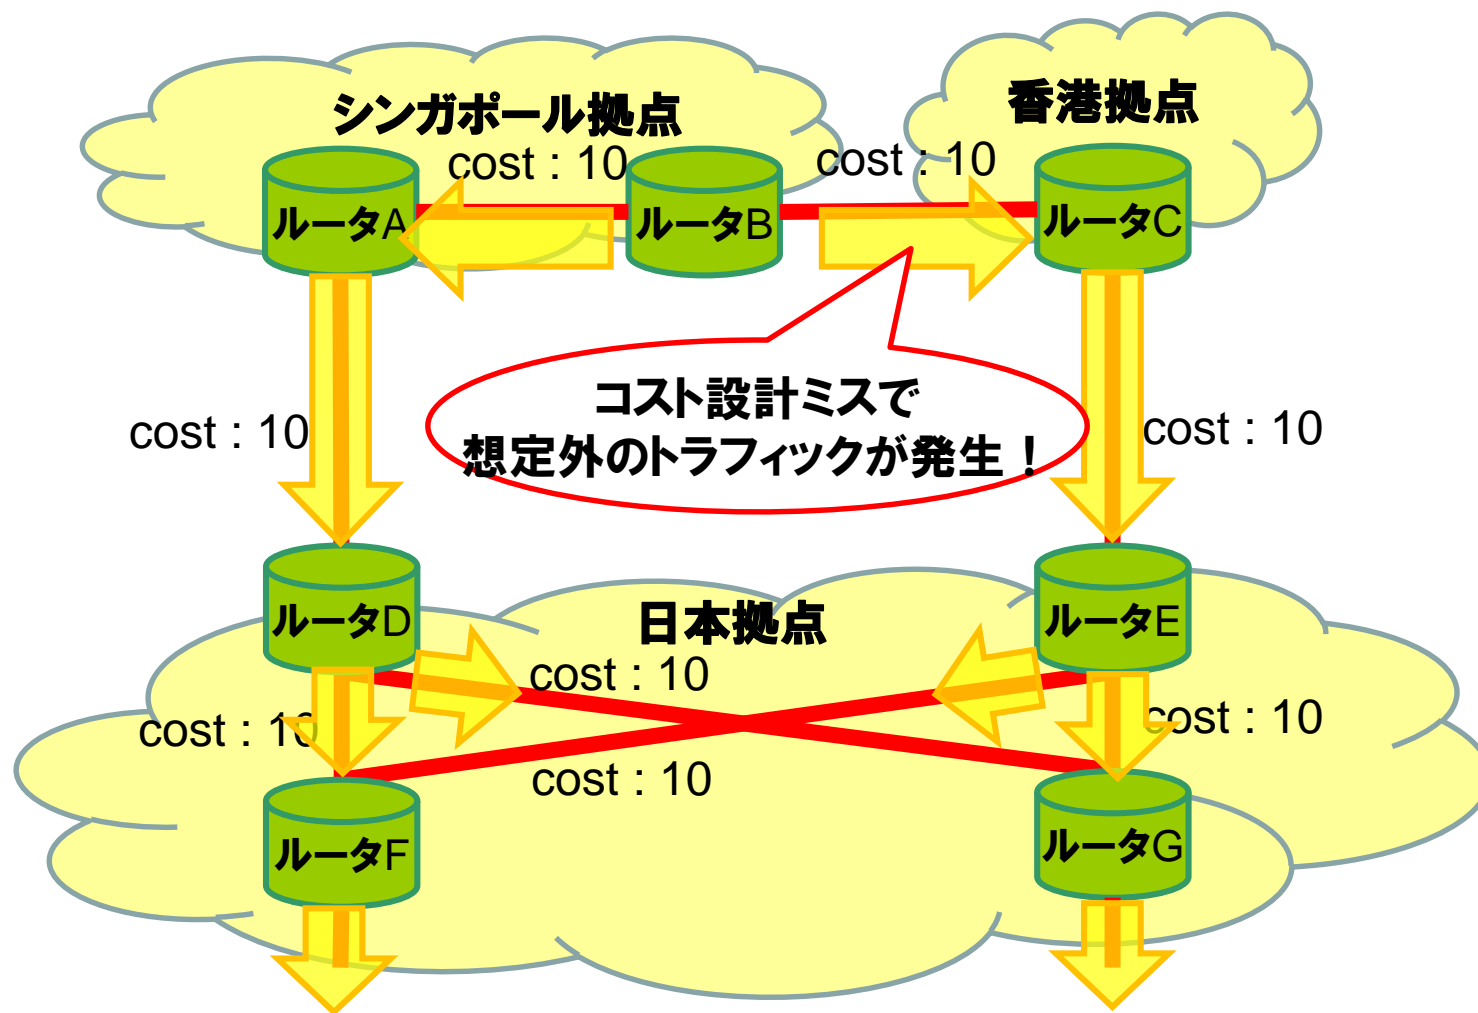 シンガポール拠点
香港拠点
cost : 10
cost : 10
ルータA
ルータB
ルータC
コスト設計ミスで
想定外のトラフィックが発生！
cost : 10
cost : 10
日本拠点
ルータD
ルータE
cost : 10
cost : 10
cost : 10
cost : 10
ルータF
ルータG